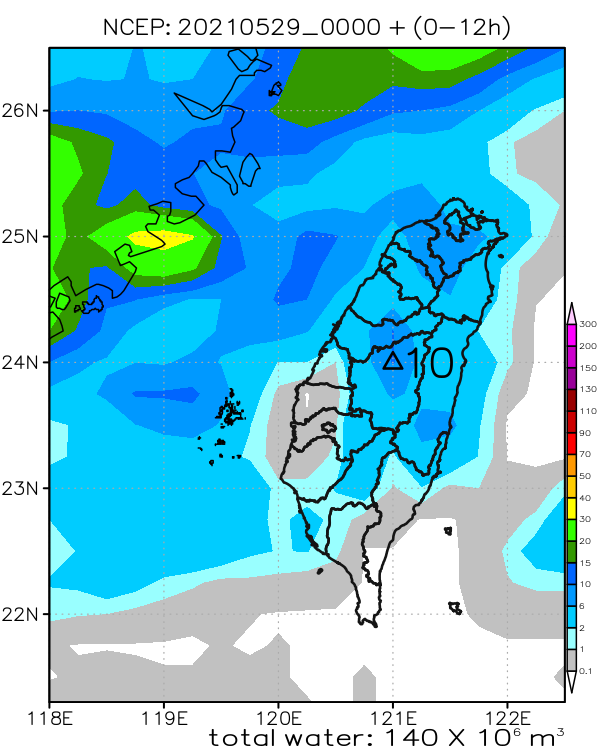 NCEP: 20210529_0000 + (0-12h)
26N
25N
24N
23N
22N
△10
300
200
150
130
110
90
70
50
40
30
20
15
10
6
2
1
0.1
118E 119E 120E 121E 122E
total water: 140 X 10⁶ m³